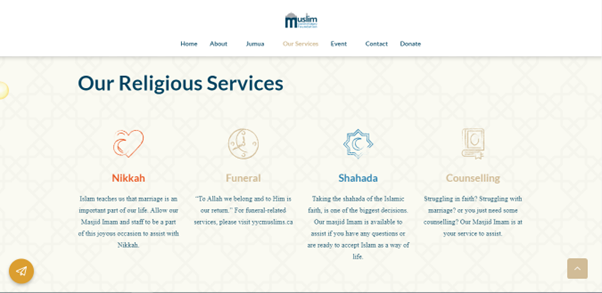 Muslim
Home About Jumua Our Services Event Contact Donate
Our Religious Services
Nikkah
Islam teaches us that marriage is an
important part of our life. Allow our
Masjid Imam and staff to be a part
of this joyous occasion to assist with
Nikkah.
Funeral
“To Allah we belong and to Him is
our return.” For funeral-related
services, please visit yycmuslims.ca
Shahada
Taking the shahada of the Islamic
faith, is one of the biggest decisions.
Our masjid Imam is available to
assist if you have any questions or
are ready to accept Islam as a way of
life.
Counselling
Struggling in faith? Struggling with
marriage? or you just need some
counselling? Our Muslim Imam is at
your service to assist.